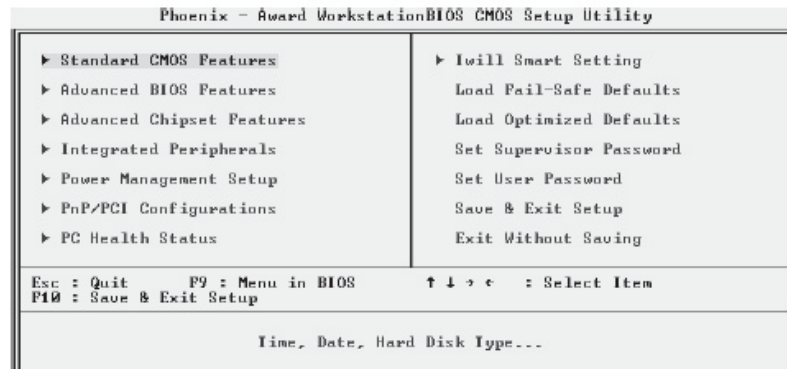 Phoenix - Award WorkstationBIOS CMOS Setup Utility
▶ Standard CMOS Features
▶ Advanced BIOS Features
▶ Advanced Chipset Features
▶ Integrated Peripherals
▶ Power Management Setup
▶ PnP/PCI Configurations
▶ PC Health Status
▶ Iwill Smart Setting
Load Fail-Safe Defaults
Load Optimized Defaults
Set Supervisor Password
Set User Password
Save & Exit Setup
Exit Without Saving
Esc : Quit F9 : Menu in BIOS ↑ ↓ → ← : Select Item
F10 : Save & Exit Setup
Time, Date, Hard Disk Type...